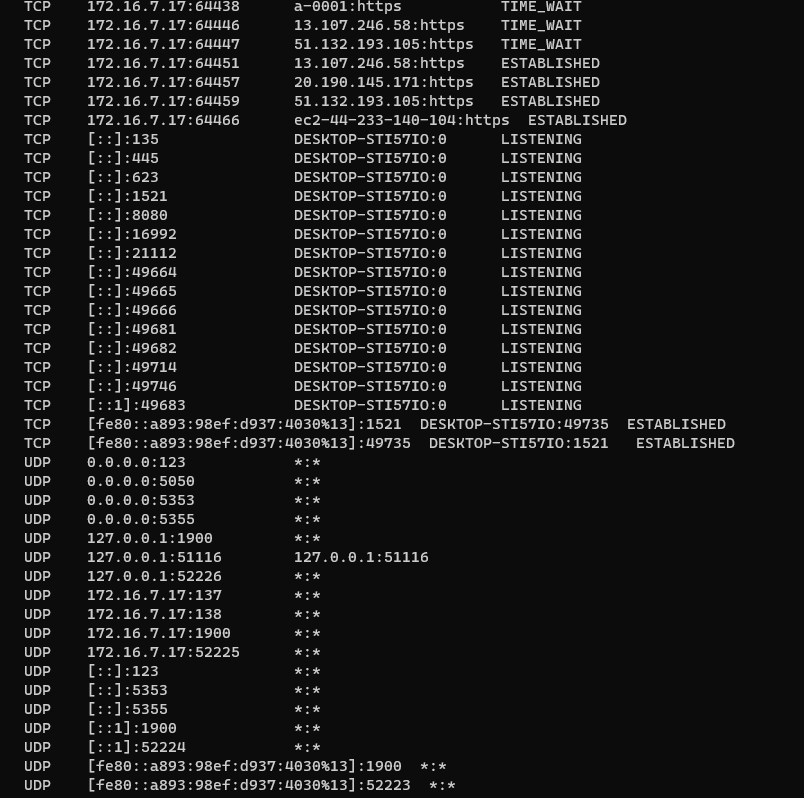 TCP    172.16.7.17:64438      a-0001:https           TIME_WAIT
TCP    172.16.7.17:64446      13.107.246.58:https    TIME_WAIT
TCP    172.16.7.17:64447      51.132.193.105:https   TIME_WAIT
TCP    172.16.7.17:64451      13.107.246.58:https    ESTABLISHED
TCP    172.16.7.17:64457      20.190.145.171:https   ESTABLISHED
TCP    172.16.7.17:64459      51.132.193.105:https   ESTABLISHED
TCP    172.16.7.17:64466      ec2-44-233-140-104:https  ESTABLISHED
TCP    [::]:135               DESKTOP-STI57IO:0      LISTENING
TCP    [::]:445               DESKTOP-STI57IO:0      LISTENING
TCP    [::]:623               DESKTOP-STI57IO:0      LISTENING
TCP    [::]:1521              DESKTOP-STI57IO:0      LISTENING
TCP    [::]:8080              DESKTOP-STI57IO:0      LISTENING
TCP    [::]:16992             DESKTOP-STI57IO:0      LISTENING
TCP    [::]:21112             DESKTOP-STI57IO:0      LISTENING
TCP    [::]:49664             DESKTOP-STI57IO:0      LISTENING
TCP    [::]:49665             DESKTOP-STI57IO:0      LISTENING
TCP    [::]:49666             DESKTOP-STI57IO:0      LISTENING
TCP    [::]:49681             DESKTOP-STI57IO:0      LISTENING
TCP    [::]:49682             DESKTOP-STI57IO:0      LISTENING
TCP    [::]:49714             DESKTOP-STI57IO:0      LISTENING
TCP    [::]:49746             DESKTOP-STI57IO:0      LISTENING
TCP    [::1]:49683            DESKTOP-STI57IO:0      LISTENING
TCP    [fe80::a893:98ef:d937:4030%13]:1521  DESKTOP-STI57IO:49735  ESTABLISHED
TCP    [fe80::a893:98ef:d937:4030%13]:49735  DESKTOP-STI57IO:1521   ESTABLISHED
UDP    0.0.0.0:123            *:*
UDP    0.0.0.0:5050           *:*
UDP    0.0.0.0:5353           *:*
UDP    0.0.0.0:5355           *:*
UDP    127.0.0.1:1900         *:*
UDP    127.0.0.1:51116        127.0.0.1:51116
UDP    127.0.0.1:52226        *:*
UDP    172.16.7.17:137        *:*
UDP    172.16.7.17:138        *:*
UDP    172.16.7.17:1900       *:*
UDP    172.16.7.17:52225      *:*
UDP    [::]:123               *:*
UDP    [::]:5353              *:*
UDP    [::]:5355              *:*
UDP    [::1]:1900             *:*
UDP    [::1]:52224            *:*
UDP    [fe80::a893:98ef:d937:4030%13]:1900  *:*
UDP    [fe80::a893:98ef:d937:4030%13]:52223  *:*